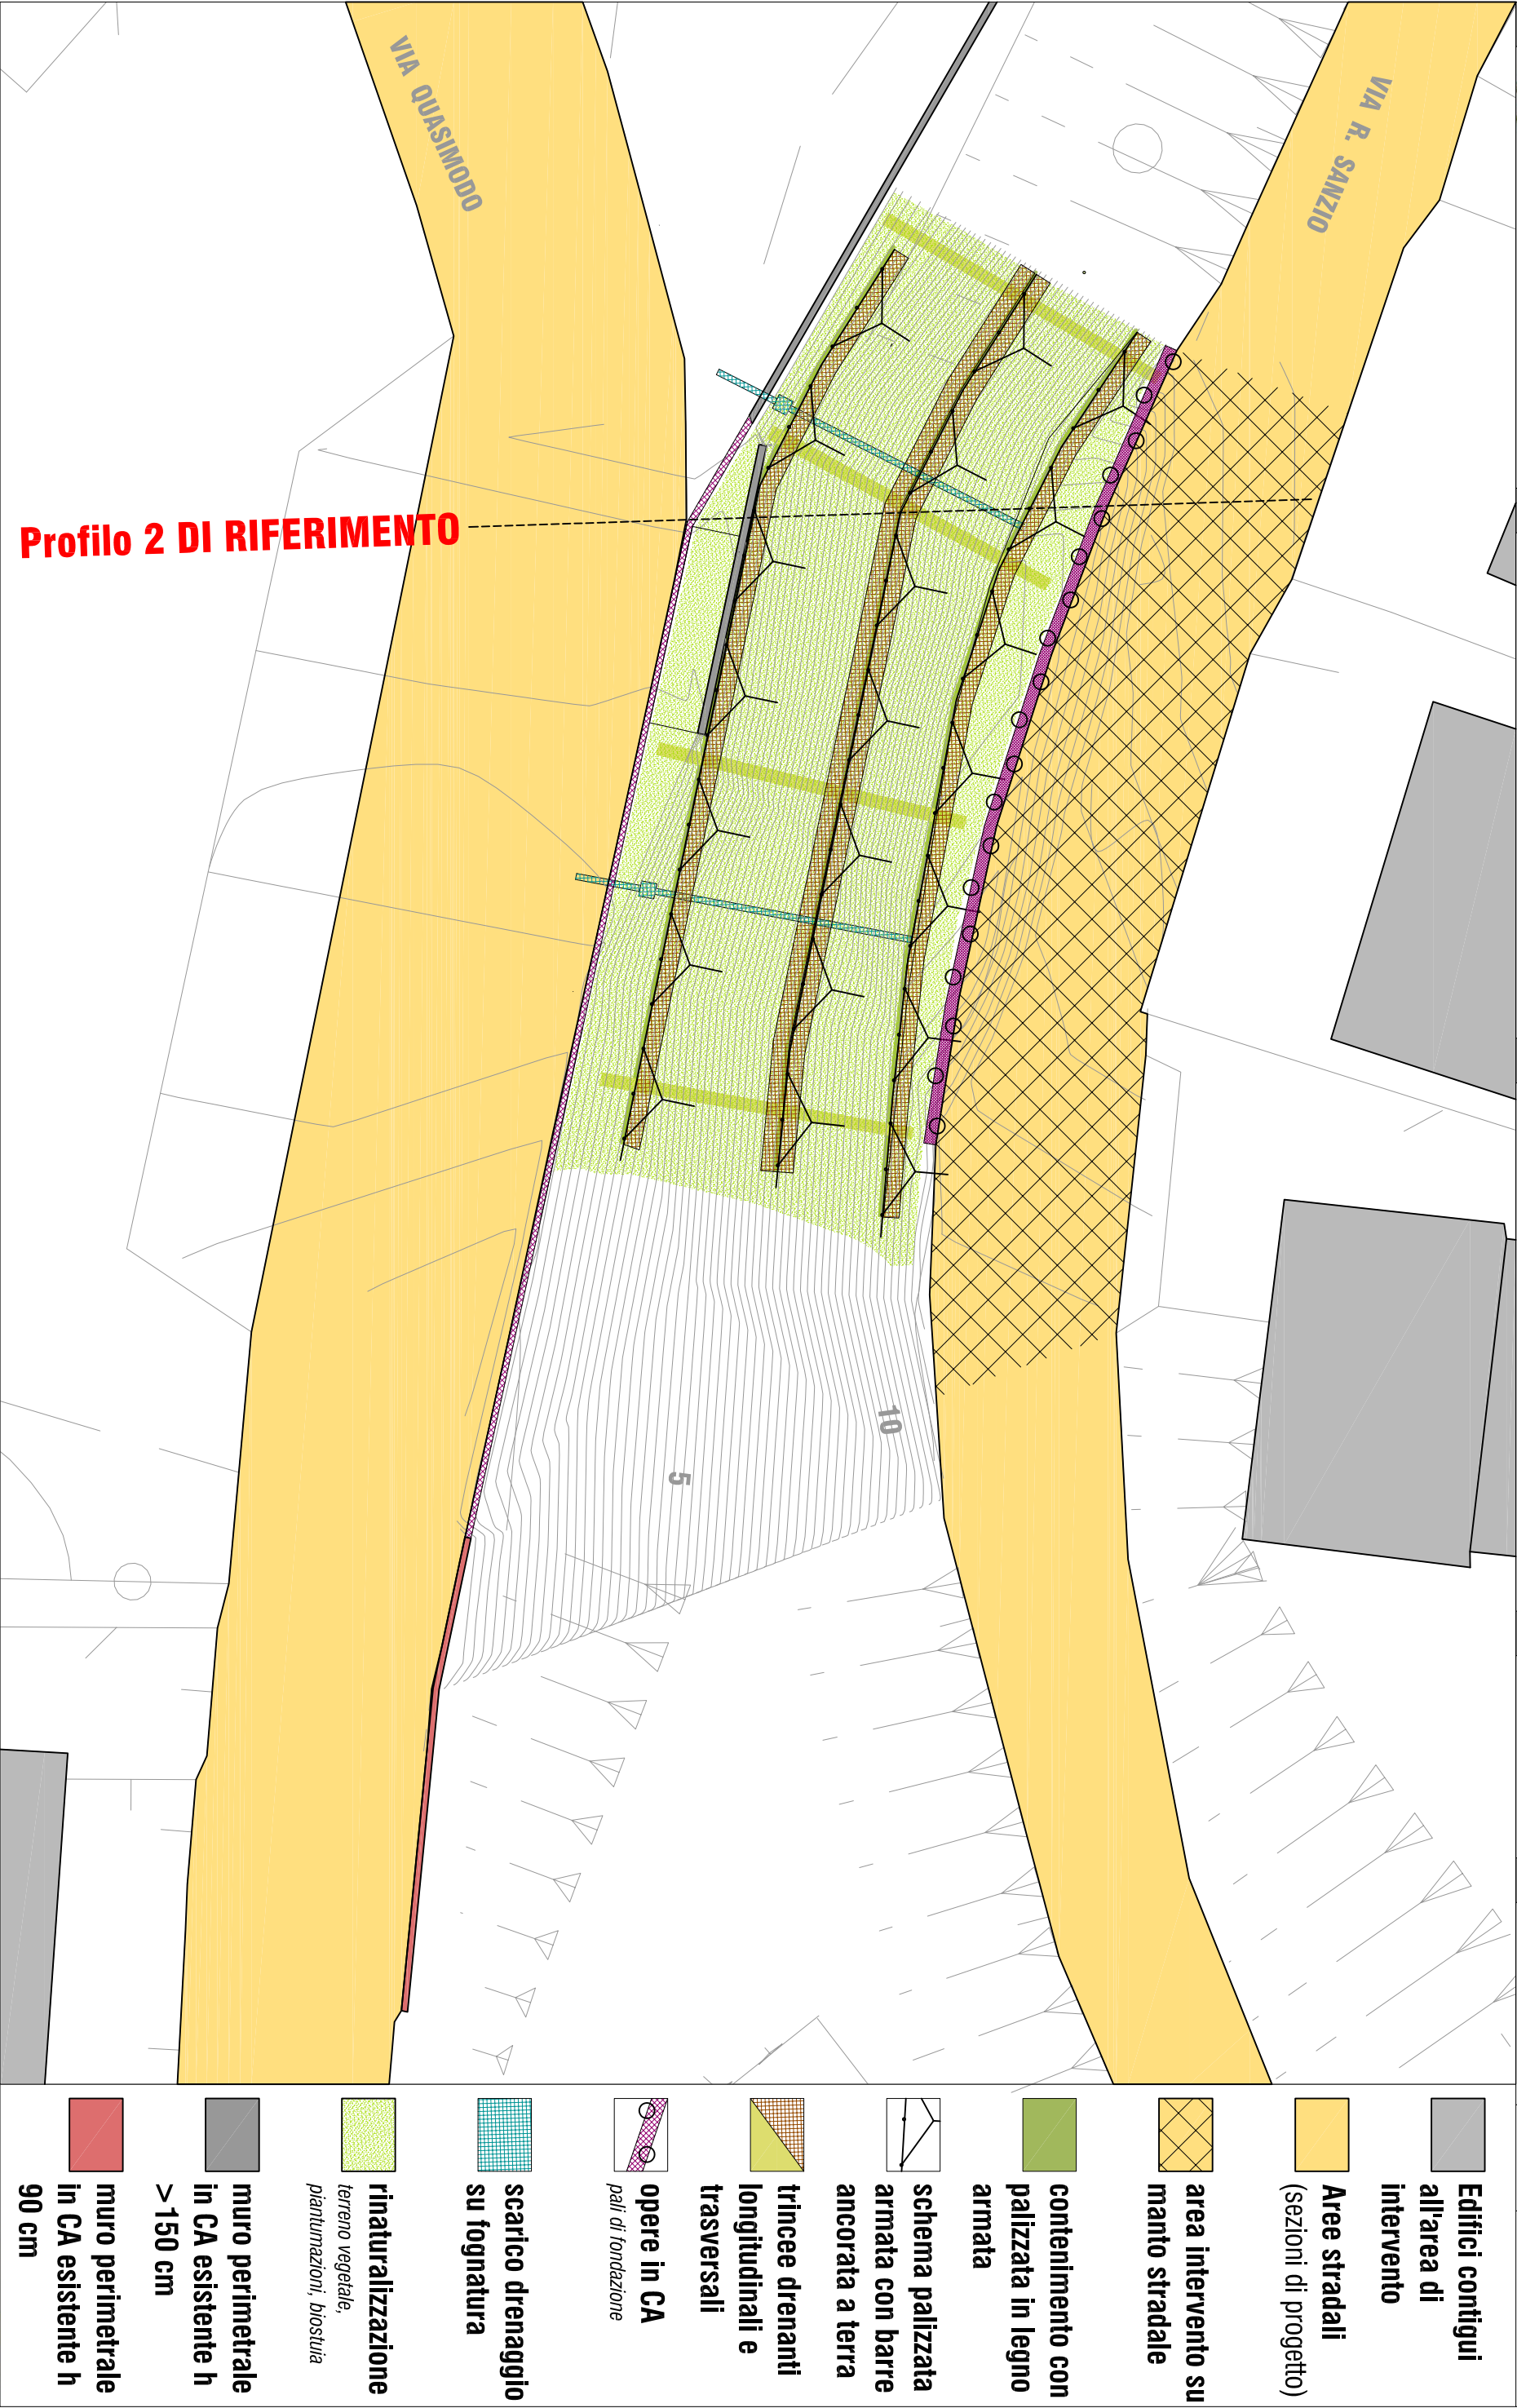 VIA QUASIMODO
VIA R. SANZIO
Profilo 2 DI RIFERIMENTO
10
5
Edifici contigui
all'area di
intervento
Aree stradali
(sezioni di progetto)
area intervento su
manto stradale
contenimento con
palizzata in legno
armata
schema palizzata
armata con barre
ancorata a terra
trincee drenanti
longitudinali e
trasversali
opere in CA
pali di fondazione
scarico drenaggio
su fognatura
rinaturalizzazione
terreno vegetale,
piantumazioni, biostuia
muro perimetrale
in CA esistente h
>150 cm
muro perimetrale
in CA esistente h
90 cm